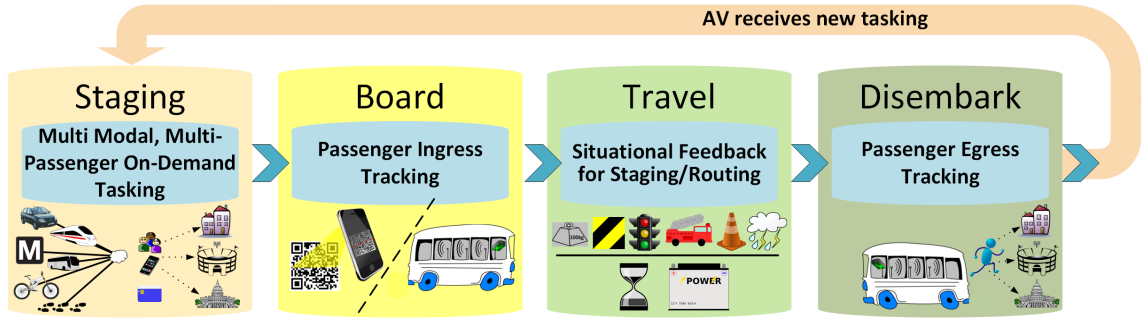 AV receives new tasking
Staging
Multi Modal, Multi-
Passenger On-Demand
Tasking
M
Board
Passenger Ingress
Tracking
Travel
Situational Feedback
for Staging/Routing
100kg
POWER
Disembark
Passenger Egress
Tracking